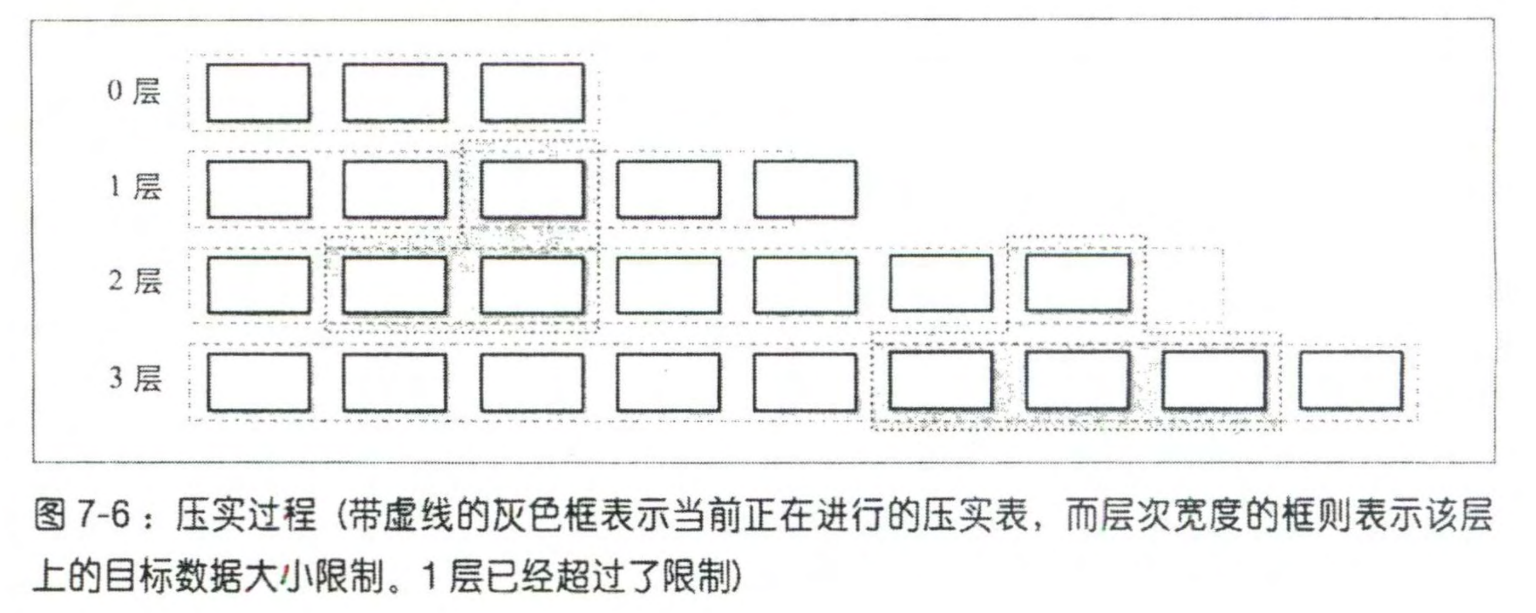 0 层
1 层
2 层
3 层
图 7-6 : 压实过程 (带虚线的灰色框表示当前正在进行的压实表, 而层次宽度的框则表示该层
上的目标数据大小限制。1 层已经超过了限制)